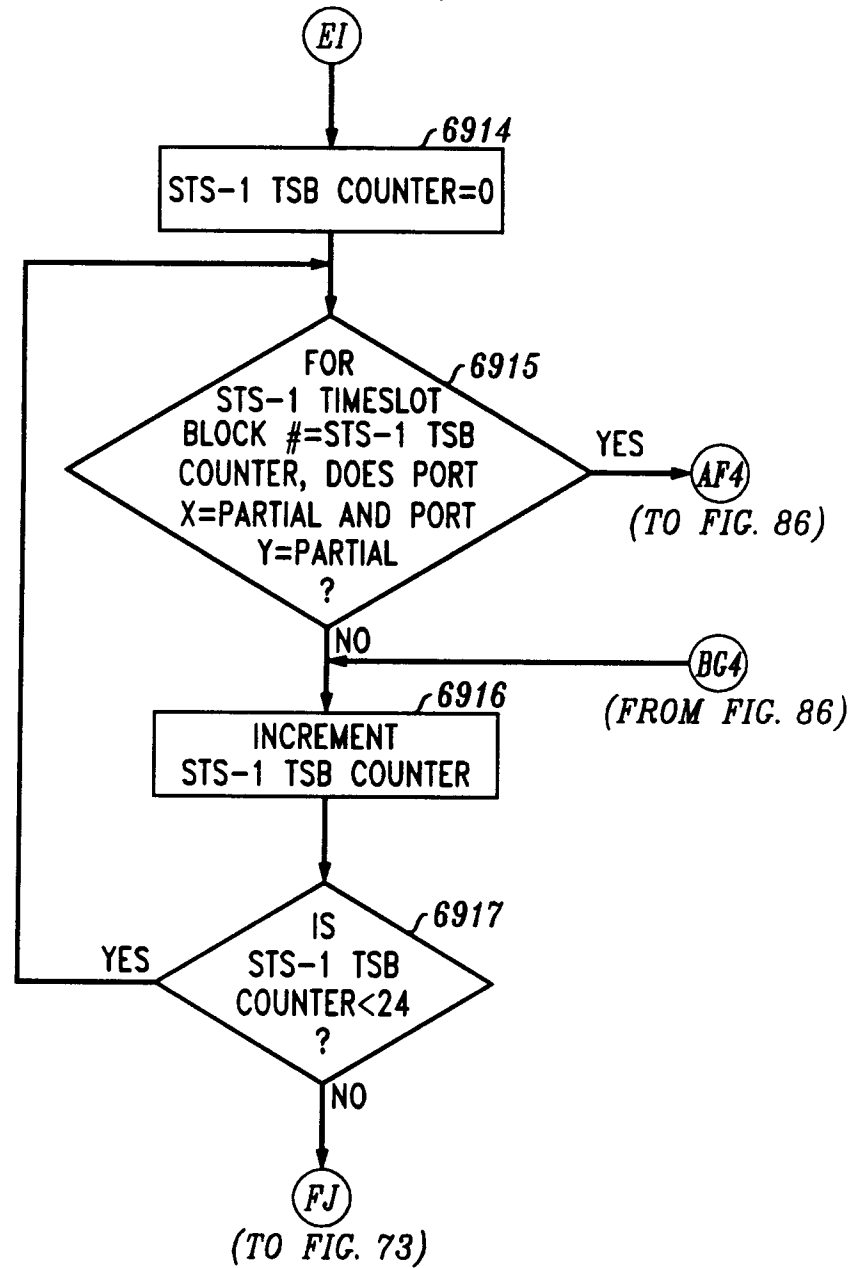 EI
6914
STS-1 TSB COUNTER=0
6915
FOR
STS-1 TIMESLOT
BLOCK #=STS-1 TSB
COUNTER, DOES PORT
X=PARTIAL AND PORT
Y=PARTIAL
?
YES
AF4
(TO FIG. 86)
NO
BG4
(FROM FIG. 86)
6916
INCREMENT
STS-1 TSB COUNTER
6917
IS
STS-1 TSB
COUNTER<24
?
YES
NO
FJ
(TO FIG. 73)